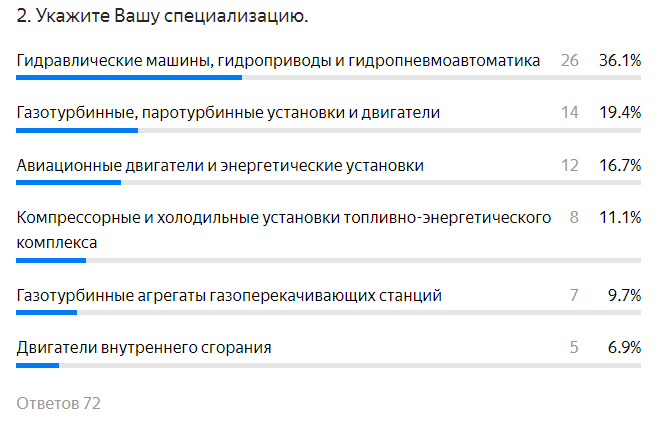 2. Укажите Вашу специализацию.
Гидравлические машины, гидроприводы и гидропневмоавтоматика 26 36.1%
Газотурбинные, паротурбинные установки и двигатели 14 19.4%
Авиационные двигатели и энергетические установки 12 16.7%
Компрессорные и холодильные установки топливно-энергетического 8 11.1%
комплекса
Газотурбинные агрегаты газоперекачивающих станций 7 9.7%
Двигатели внутреннего сгорания 5 6.9%
Ответов 72